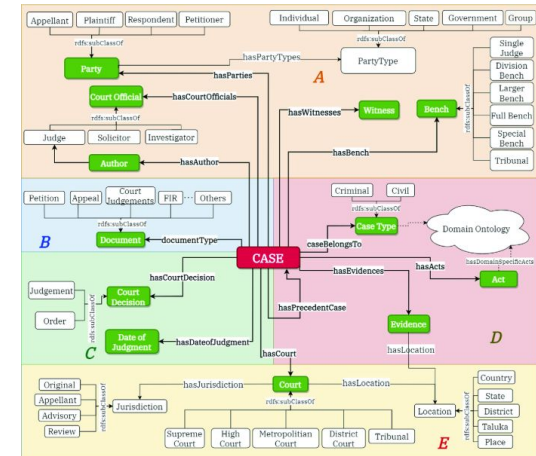 Appellant
Plaintiff
Respondent
Petitioner
Individual
Organization
State
Government
Group
rdfs:subClassOf
rdfs:subClassOf
Party
hasPartyTypes
PartyType
A
hasParties
Court Official
hasCourtOfficials
hasWitnesses
Witness
Bench
rdfs:subClassOf
Single
Judge
Division
Bench
Larger
Bench
Full Bench
Special
Bench
Tribunal
rdfs:subClassOf
Judge
Solicitor
Investigator
Author
hasAuthor
hasBench
Petition
Appeal
Court
Judgements
FIR
...
Others
rdfs:subClassOf
B
Document
documentType
Criminal
Civil
rdfs:subClassOf
Case Type
caseBelongsTo
Domain Ontology
CASE
hasEvidences
hasActs
hasDomainSpecificActs
Act
hasCourtDecision
Judgement
Order
rdfs:subClassOf
Court
Decision
hasPrecedentCase
Evidence
D
C
Date of
Judgment
hasDateofJudgment
hasCourt
hasLocation
Original
Appellant
Advisory
Review
rdfs:subClassOf
Jurisdiction
hasJurisdiction
Court
hasLocation
rdfs:subClassOf
Location
rdfs:subClassOf
Country
State
District
Taluka
Place
Supreme
Court
High
Court
Metropolitian
Court
District
Court
Tribunal
E